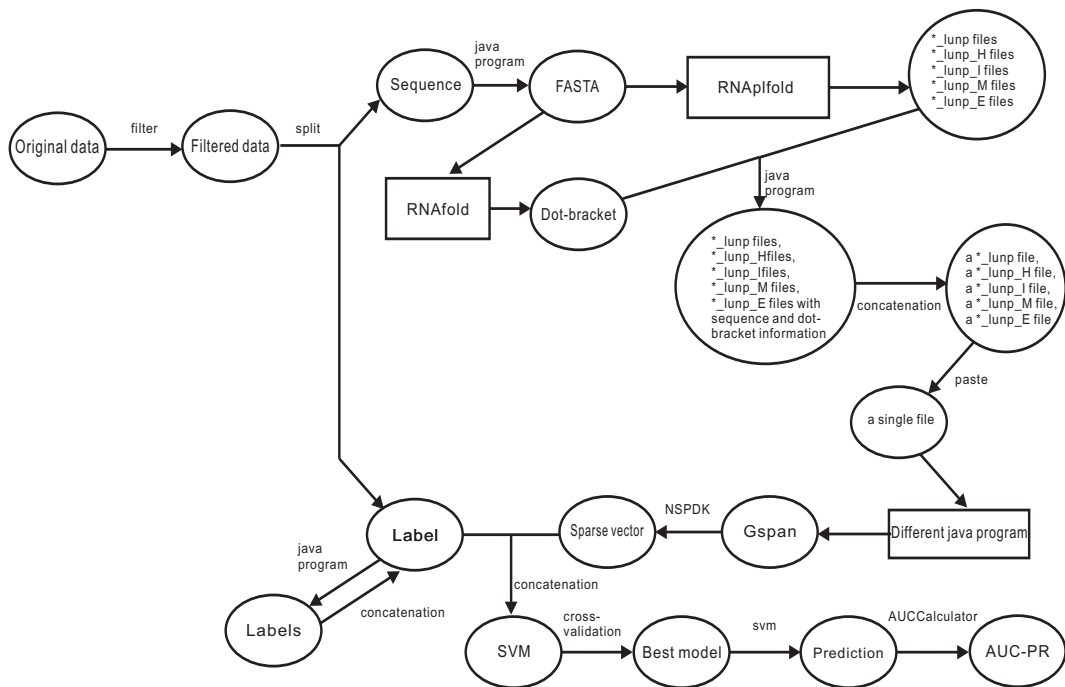 Original data
filter
Filtered data
split
Sequence
java
program
FASTA
RNAplfold
*_lunp files
*_lunp_H files
*_lunp_I files
*_lunp_M files
*_lunp_E files
RNAfold
Dot-bracket
java
program
*_lunp files,
*_lunp_Hfiles,
*_lunp_Ifiles,
*_lunp_M files,
*_lunp_E files with
sequence and dot-
bracket information
concatenation
a *_lunp file,
a *_lunp_H file,
a *_lunp_I file,
a *_lunp_M file,
a *_lunp_E file
paste
a single file
Different java program
Gspan
NSPDK
Sparse vector
Label
java
program
concatenation
Labels
concatenation
SVM
cross-
validation
Best model
svm
Prediction
AUCCalculator
AUC-PR